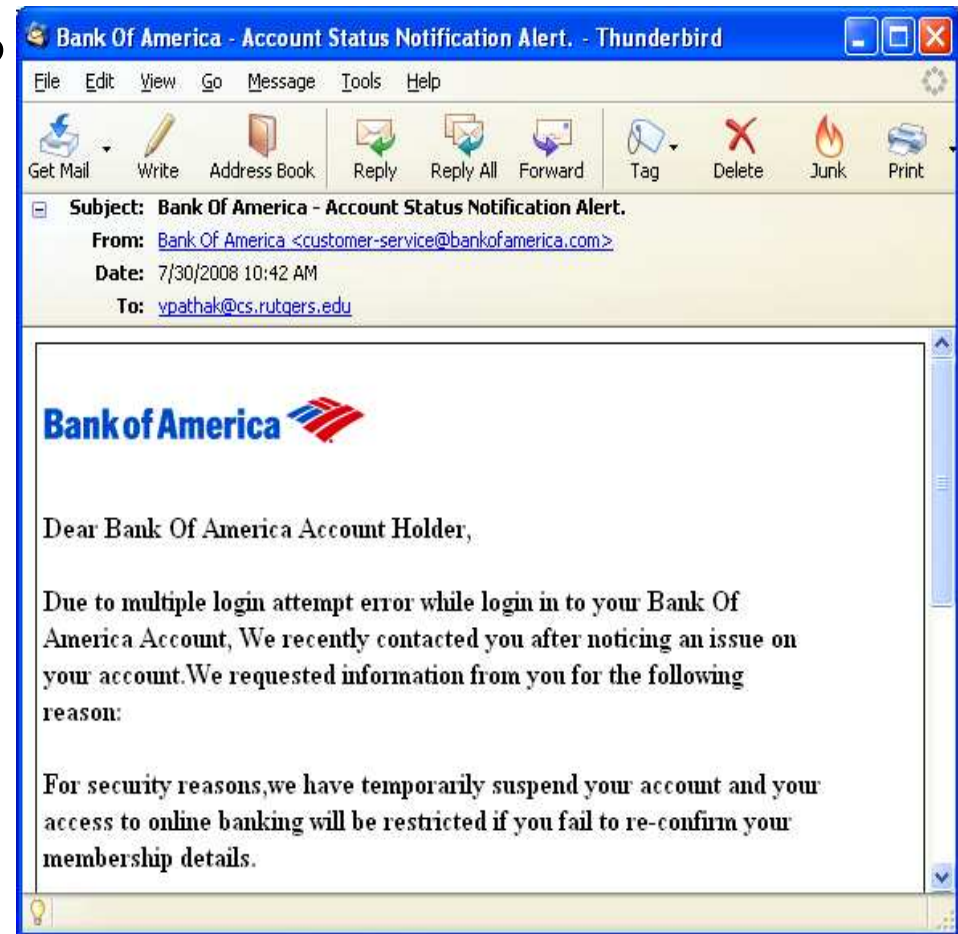 Bank Of America - Account Status Notification Alert. - Thunderbird
File Edit View Go Message Tools Help
Get Mail Write Address Book Reply Reply All Forward Tag Delete Junk Print
Subject: Bank Of America - Account Status Notification Alert.
From: Bank Of America <customer-service@bankofamerica.com>
Date: 7/30/2008 10:42 AM
To: vpathak@cs.rutgers.edu
Bank of America
Dear Bank Of America Account Holder,
Due to multiple login attempt error while login in to your Bank Of
America Account, We recently contacted you after noticing an issue on
your account.We requested information from you for the following
reason:
For security reasons,we have temporarily suspend your account and your
access to online banking will be restricted if you fail to re-confirm your
membership details.